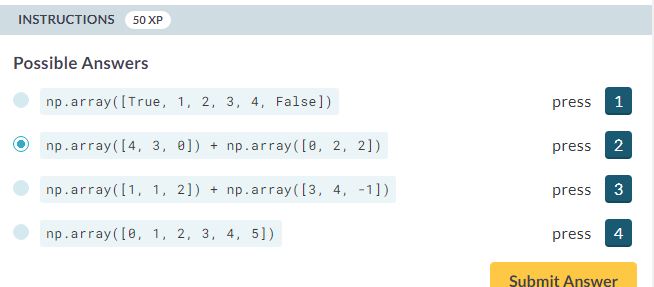 INSTRUCTIONS 50 XP
Possible Answers
np.array([True, 1, 2, 3, 4, False]) press 1
np.array([4, 3, 0]) + np.array([0, 2, 2]) press 2
np.array([1, 1, 2]) + np.array([3, 4, -1]) press 3
np.array([0, 1, 2, 3, 4, 5]) press 4
Submit Answer